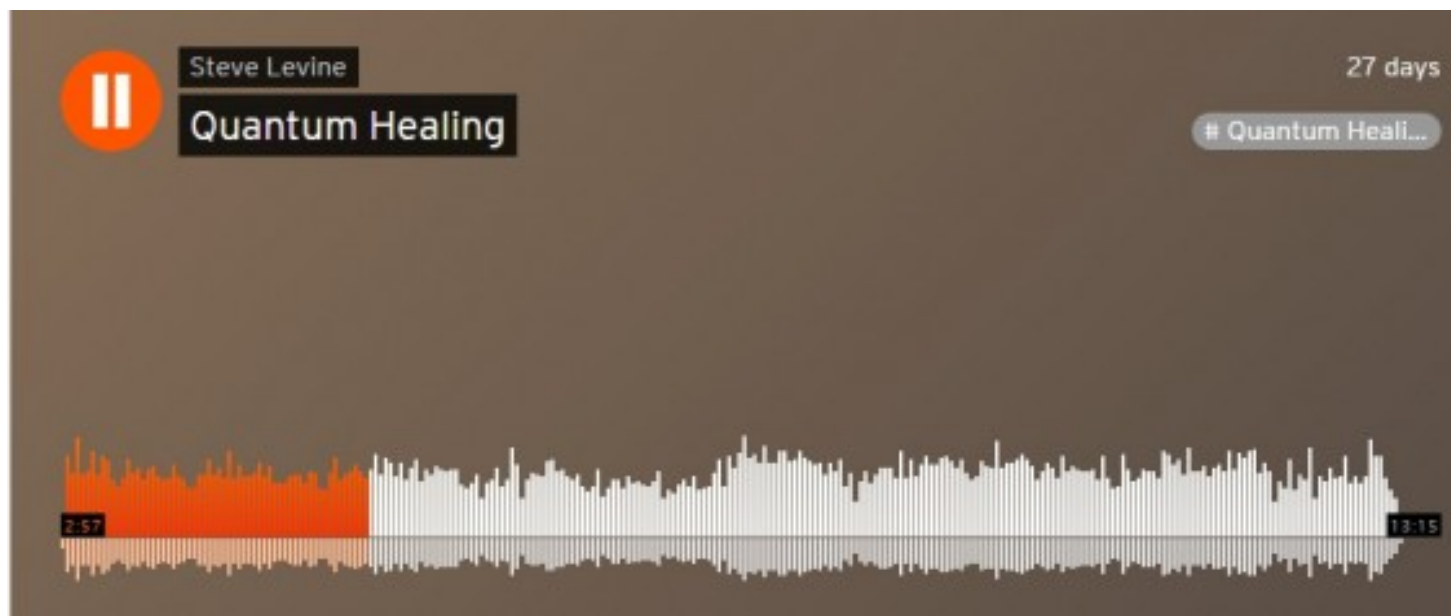 Steve Levine
27 days
Quantum Healing
# Quantum Heali...
2:57
13:15